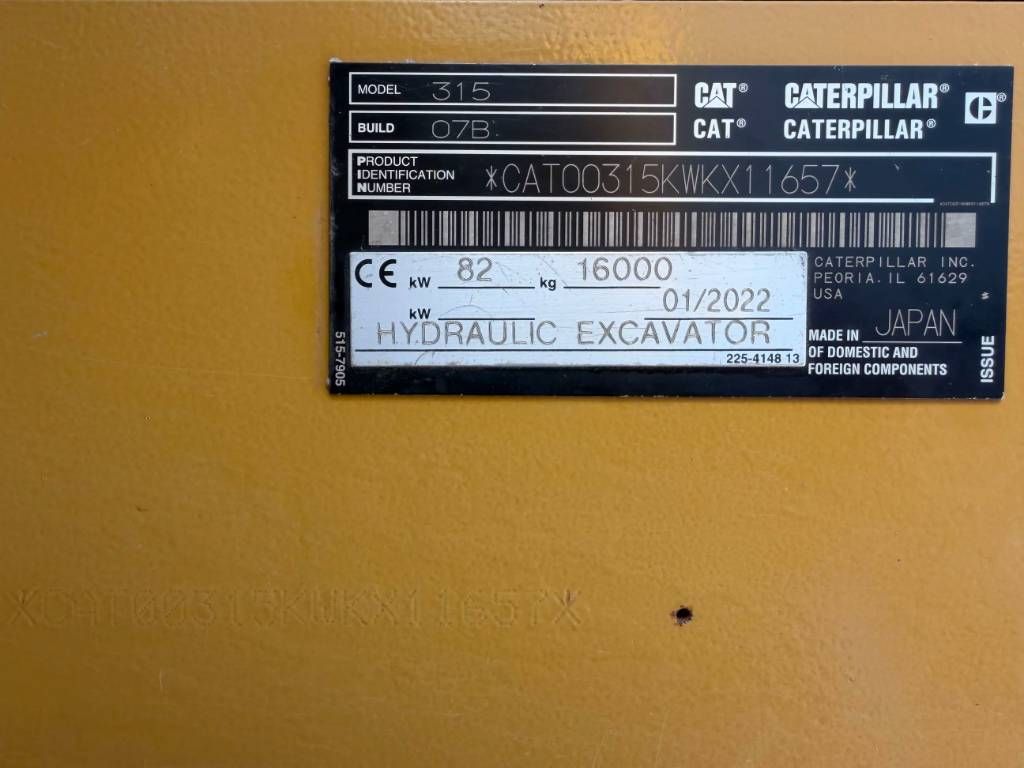 MODEL 315
BUILD 07B
CAT® CATERPILLAR®
CAT® CATERPILLAR®
PRODUCT
IDENTIFICATION
NUMBER
*CAT00315KWKX11657*
CE kW 82 kg 16000
kW 01/2022
HYDRAULIC EXCAVATOR
225-4148 13
CATERPILLAR INC.
PEORIA. IL 61629
USA
MADE IN JAPAN
OF DOMESTIC AND
FOREIGN COMPONENTS
ISSUE
515-7905
*CAT00315KWKX11657*